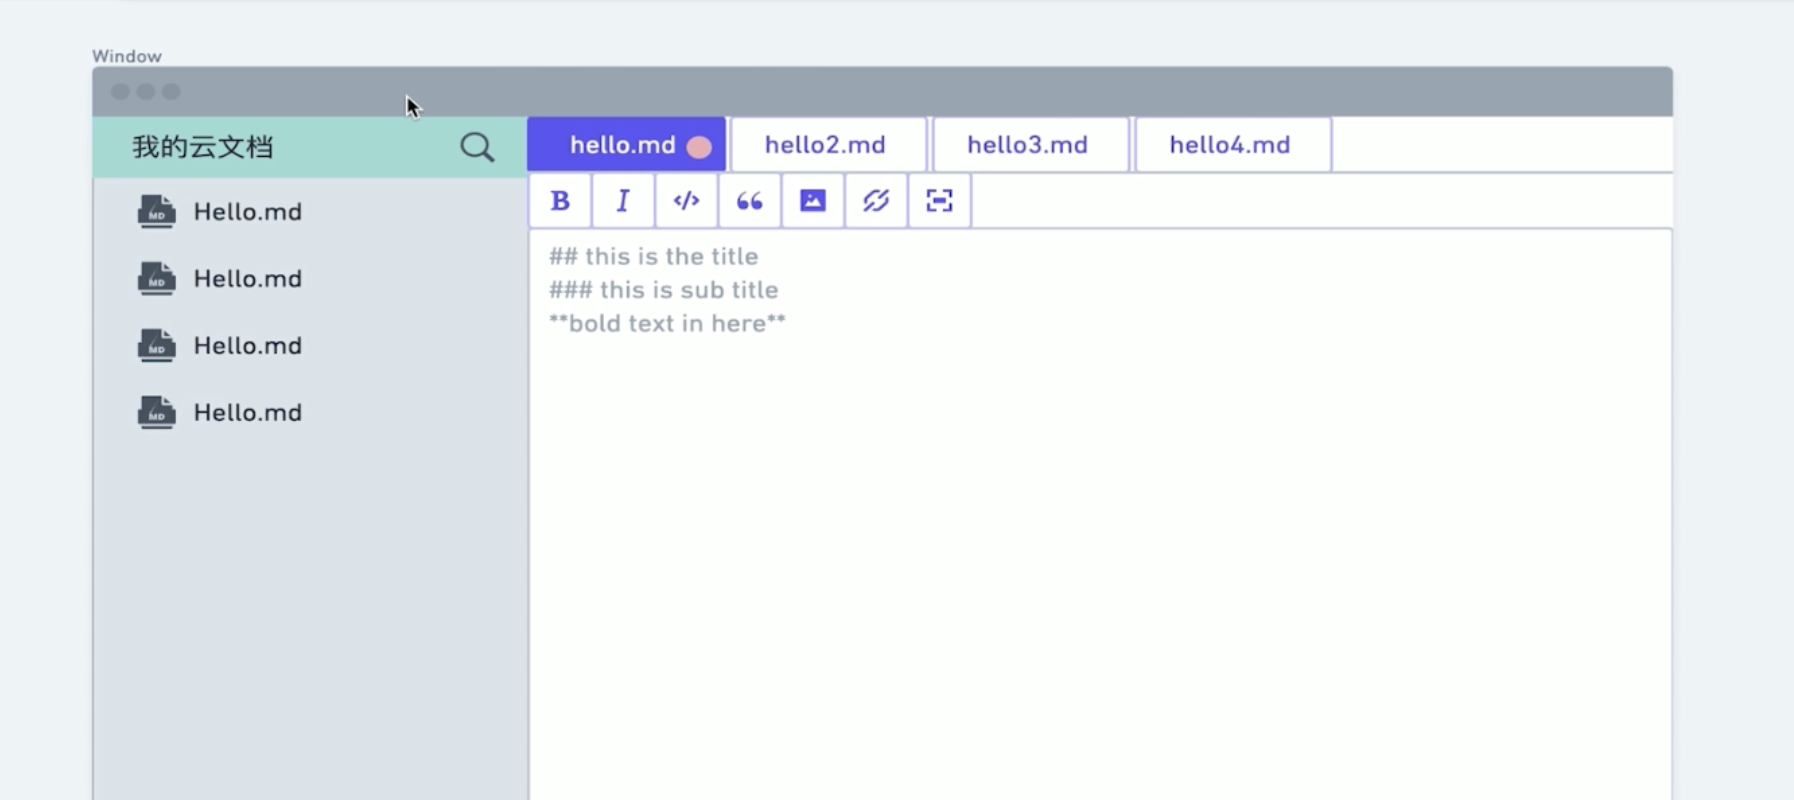 Window
我的云文档
Hello.md
Hello.md
Hello.md
Hello.md
hello.md hello2.md hello3.md hello4.md
B I </> “
## this is the title
### this is sub title
**bold text in here**